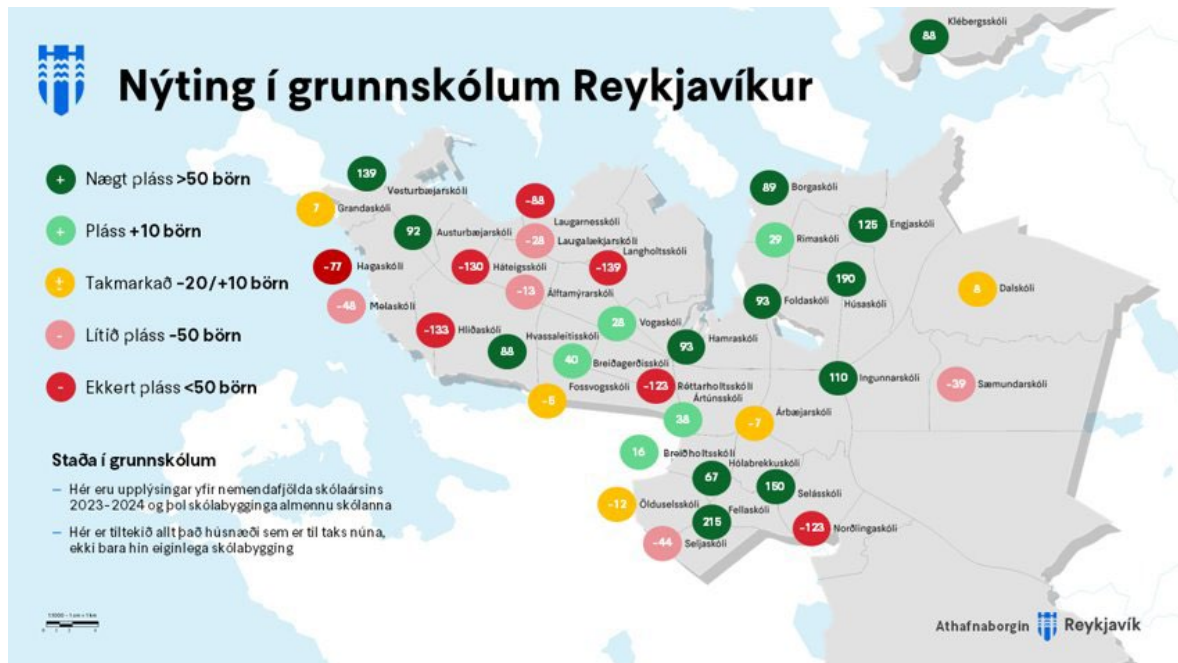 Nýting í grunnskólum Reykjavíkur
+ Nægt pláss >50 börn
+ Pláss +10 börn
± Takmarkað -20/+10 börn
- Lítið pláss -50 börn
- Ekkert pláss <50 börn
Staða í grunnskólum
– Hér eru upplýsingar yfir nemendafjölda skólaársins
2023-2024 og þol skólabygginga almennu skólanna
– Hér er tiltekið allt það húsnæði sem er til taks núna,
ekki bara hin eiginlega skólabygging
88 Klébergsskóli
139 Vesturbæjarskóli
7 Grandaskóli
92 Austurbæjarskóli
-88 Laugarnesskóli
-28 Laugalækjarskóli
-77 Hagaskóli
-130 Háteigsskóli
-139 Langholtsskóli
-48 Melaskóli
-13 Álftamýrarskóli
-133 Hlíðaskóli
28 Vogaskóli
88 Hvassaleitisskóli
40 Breiðagerðisskóli
93 Hamraskóli
-5 Fossvogsskóli
-123 Réttarholtsskóli
38 Ártúnsskóli
89 Borgaskóli
29 Rimaskóli
125 Engjaskóli
190 Húsaskóli
93 Foldaskóli
8 Dalskóli
110 Ingunnarskóli
-39 Sæmundarskóli
-7 Árbæjarskóli
16 Breiðholtsskóli
67 Hólabrekkuskóli
150 Selásskóli
-12 Ölduselsskóli
215 Fellaskóli
-44 Seljaskóli
-123 Norðlingaskóli
Athafnaborgin Reykjavík